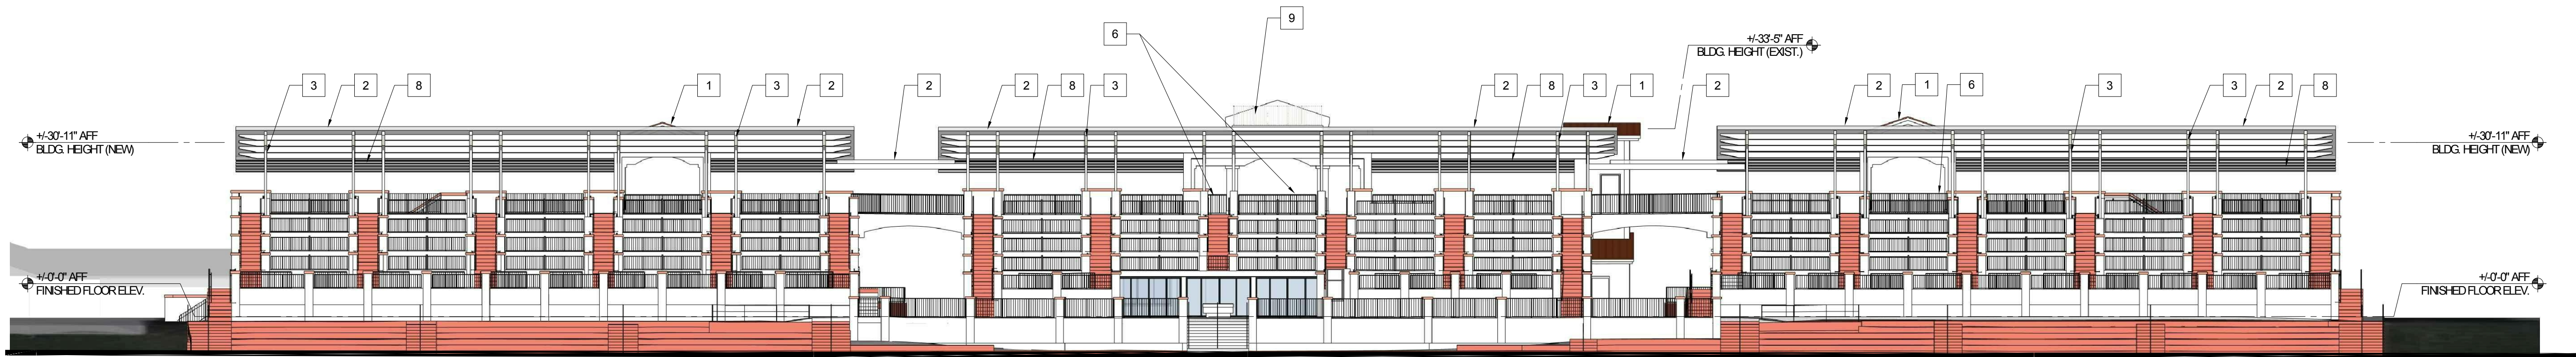 9
6
+/-33'-5" AFF
BLDG. HEIGHT (EXIST.)
3
2
8
1
3
2
2
2
8
3
2
8
3
1
2
2
1
6
3
3
2
8
+/-30'-11" AFF
BLDG. HEIGHT (NEW)
+/-30'-11" AFF
BLDG. HEIGHT (NEW)
+/-0'-0" AFF
FINISHED FLOOR ELEV.
+/-0'-0" AFF
FINISHED FLOOR ELEV.